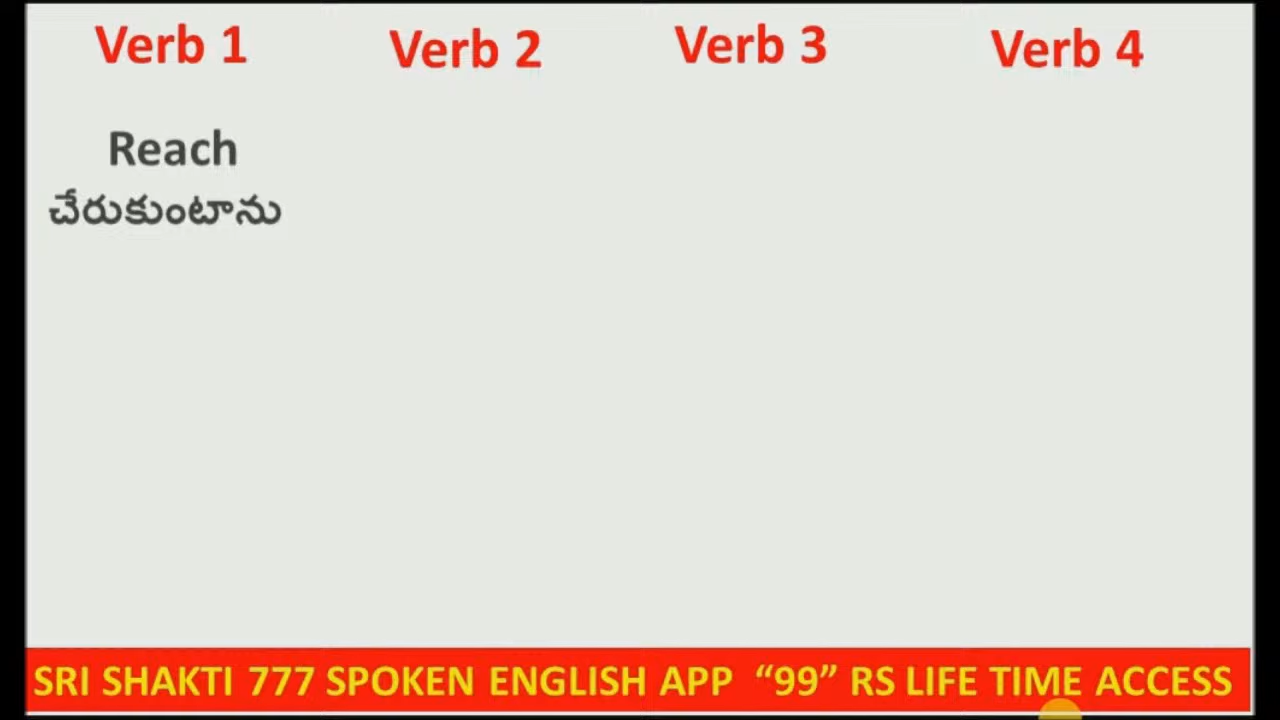 Verb 1 Verb 2 Verb 3 Verb 4
Reach
చేరుకుంటాను
SRI SHAKTI 777 SPOKEN ENGLISH APP “99” RS LIFE TIME ACCESS